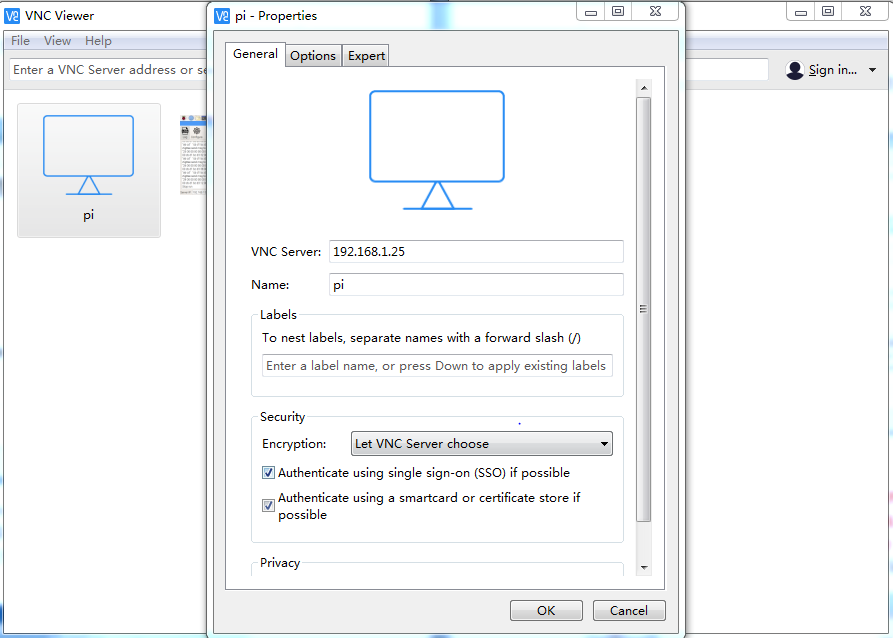 VNC Viewer
File View Help
Enter a VNC Server address or se
Sign in...
pi
pi - Properties
General Options Expert
VNC Server: 192.168.1.25
Name: pi
Labels
To nest labels, separate names with a forward slash (/)
Enter a label name, or press Down to apply existing labels
Security
Encryption: Let VNC Server choose
Authenticate using single sign-on (SSO) if possible
Authenticate using a smartcard or certificate store if
possible
Privacy
OK Cancel